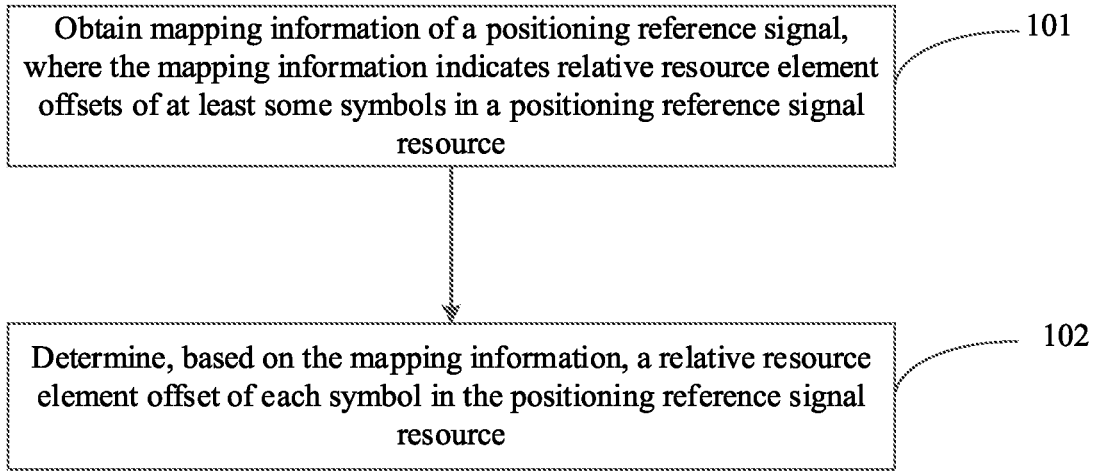 Obtain mapping information of a positioning reference signal,
where the mapping information indicates relative resource element
offsets of at least some symbols in a positioning reference signal
resource
101
Determine, based on the mapping information, a relative resource
element offset of each symbol in the positioning reference signal
resource
102